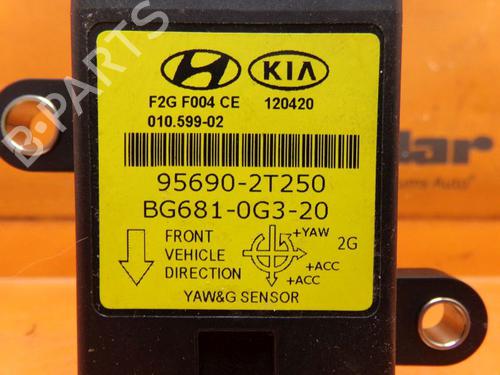 HYUNDAI KIA
F2G F004 CE 120420
010.599-02
95690-2T250
BG681-0G3-20
FRONT
VEHICLE
DIRECTION
+YAW
2G
+ACC
+ACC
YAW&G SENSOR
B-PARTS